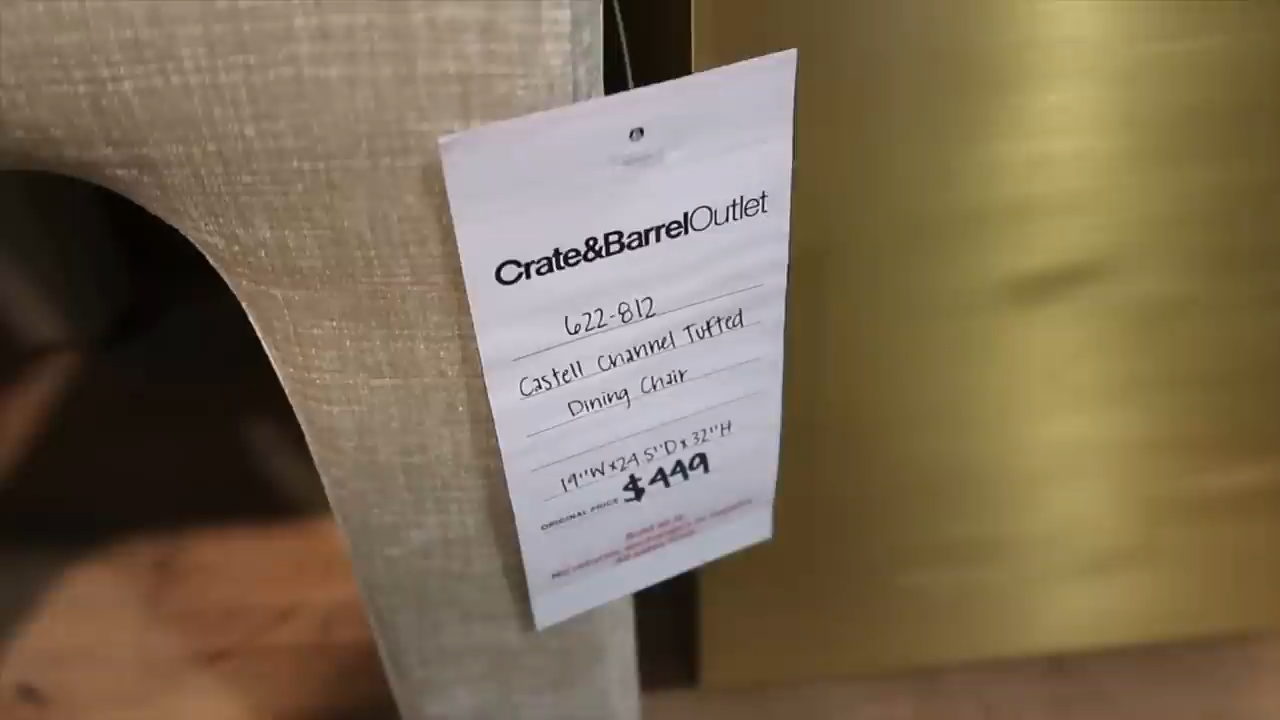 Crate&BarrelOutlet
622-812
Castell Channel Tufted
Dining Chair
19"W x 24.5"D x 32"H
ORIGINAL PRICE $449